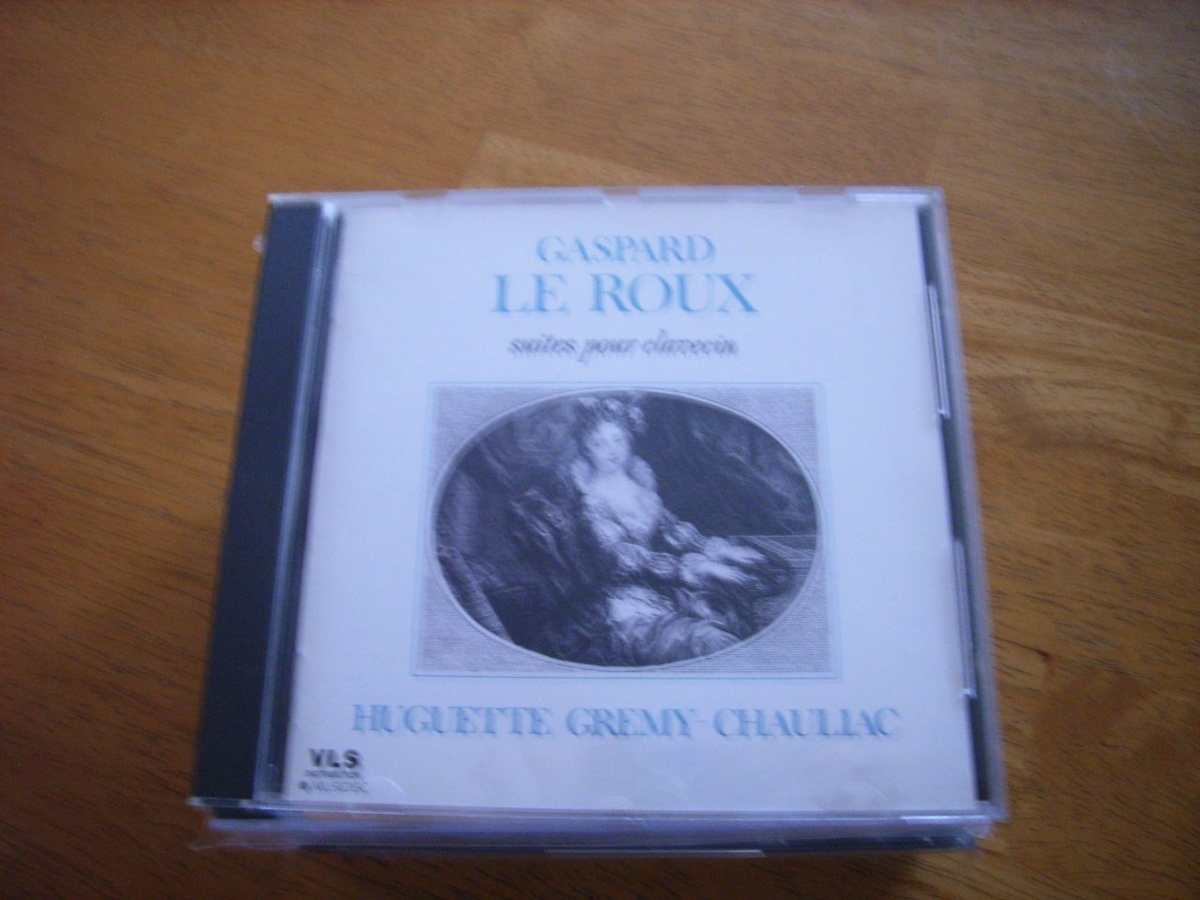 GASPARD
LE ROUX
suites pour clavecin
HUGUETTE GREMY-CHAULIAC
VLS